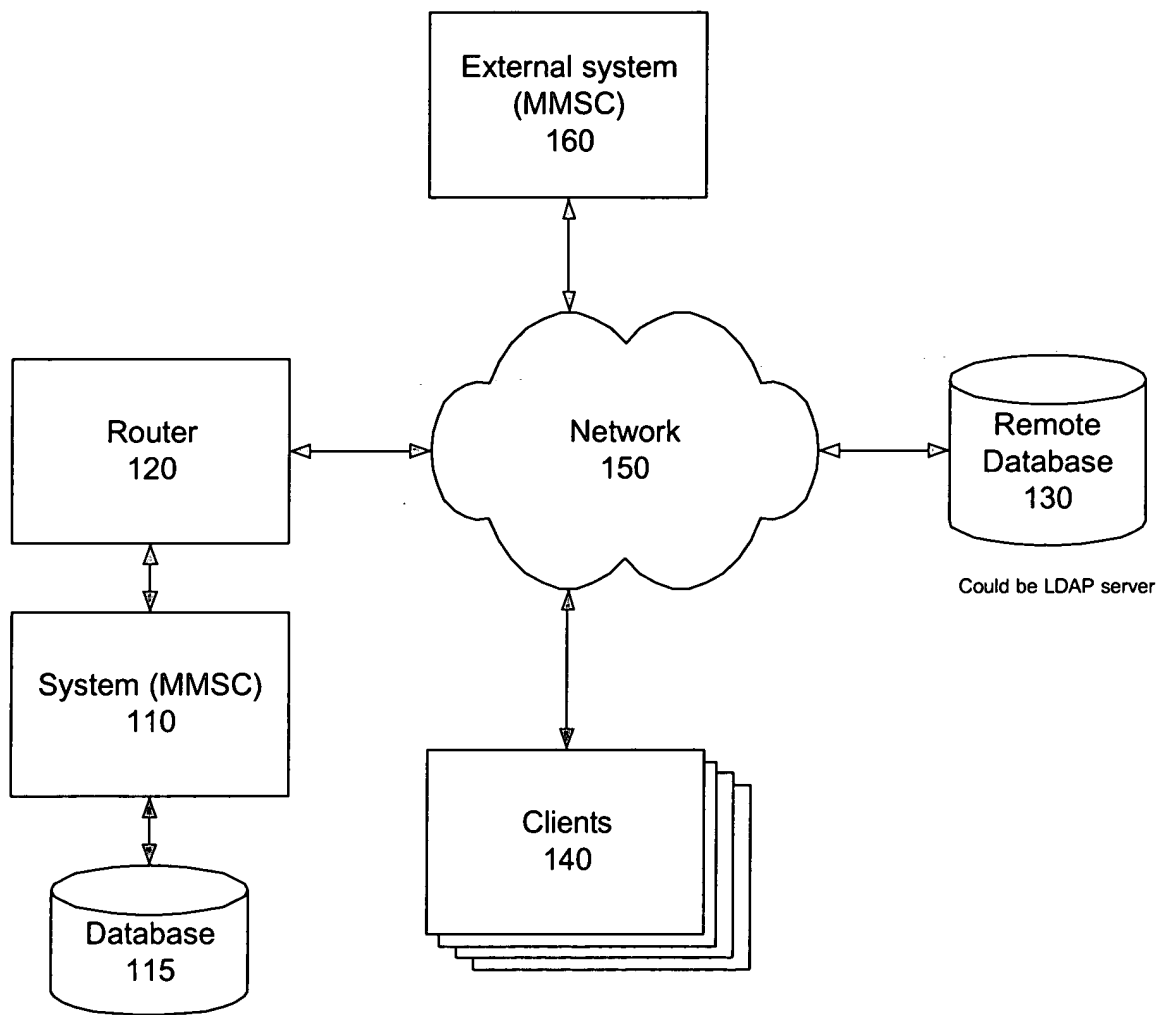 External system
(MMSC)
160
Router
120
Network
150
Remote
Database
130
Could be LDAP server
System (MMSC)
110
Clients
140
Database
115